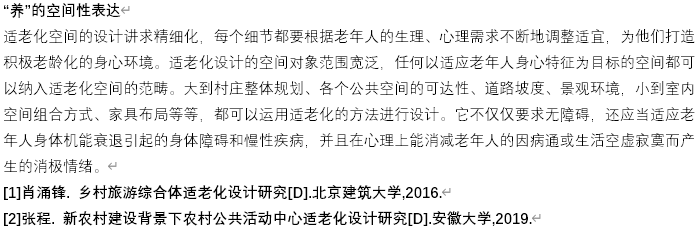 “养”的空间性表达
适老化空间的设计讲求精细化，每个细节都要根据老年人的生理、心理需求不断地调整适宜，为他们打造
积极老龄化的身心环境。适老化设计的空间对象范围宽泛，任何以适应老年人身心特征为目标的空间都可
以纳入适老化空间的范畴。大到村庄整体规划、各个公共空间的可达性、道路坡度、景观环境，小到室内
空间组合方式、家具布局等等，都可以运用适老化的方法进行设计。它不仅仅要求无障碍，还应当适应老
年人身体机能衰退引起的身体障碍和慢性疾病，并且在心理上能消减老年人的因病通或生活空虚寂寞而产
生的消极情绪。
[1]肖涌锋. 乡村旅游综合体适老化设计研究[D].北京建筑大学,2016.
[2]张程. 新农村建设背景下农村公共活动中心适老化设计研究[D].安徽大学,2019.